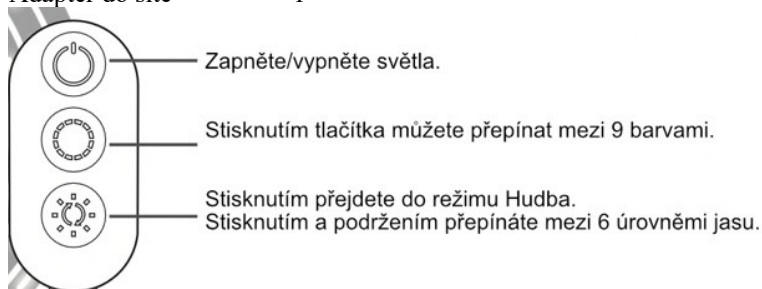 Zapněte/vypněte světla.
Stisknutím tlačítka můžete přepínat mezi 9 barvami.
Stisknutím přejdete do režimu Hudba.
Stisknutím a podržením přepínáte mezi 6 úrovněmi jasu.